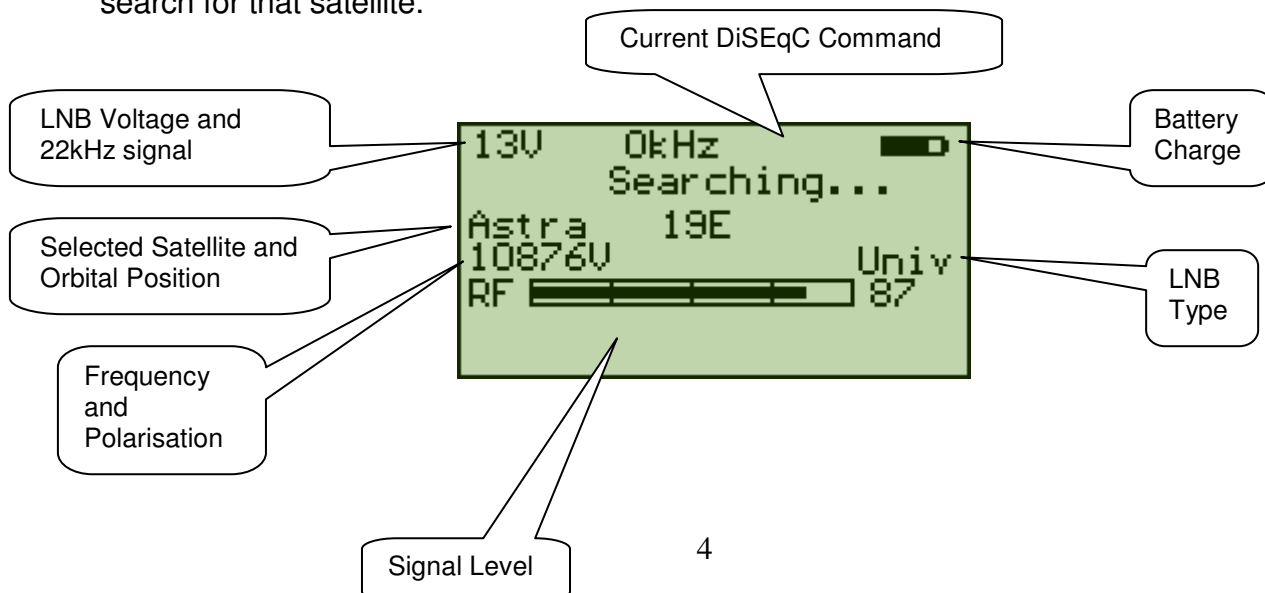 search for that satellite.
Current DiSEqC Command
LNB Voltage and
22kHz signal
Battery
Charge
13V 0kHz
Searching...
Astra 19E
10876V Univ
RF 87
Selected Satellite and
Orbital Position
LNB
Type
Frequency
and
Polarisation
Signal Level
4